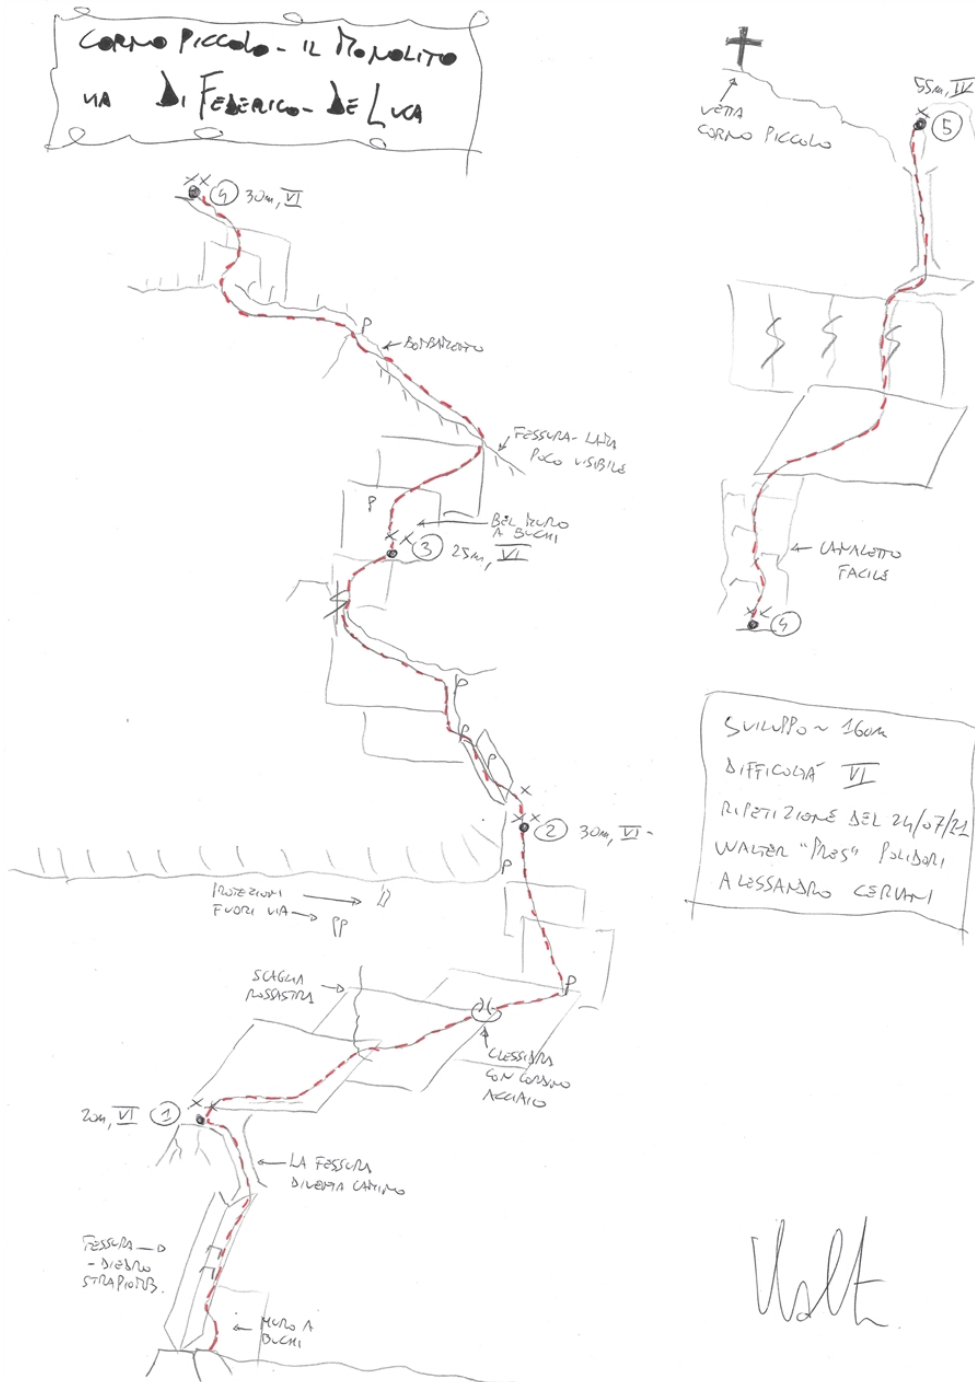 CORNO PICCOLO - IL MONOLITO
VIA DI FEDERICO - DE LUCA
VETTA
CORNO PICCOLO
55m, IV
5
4
30m, VI
P
BOMBAMENTO
FESSURA - LAMA
POCO VISIBILE
P
BEL MURO
A BUCHI
3
25m, VI
CANALETTO
FACILE
4
P
P
P
2
30m, VI-
P
PROTEZIONI
FUORI VIA
PP
SVILUPPO ~ 160m
DIFFICOLTÀ VI
RIPETIZIONE DEL 24/07/21
WALTER "PRES" POLIDORI
ALESSANDRO CERVANI
SCAGLIA
ROSSASTRA
P
CLESSIDRA
CON CORDINO
ACCIAIO
20m, VI
1
LA FESSURA
DIVENTA CAMINO
FESSURA
- DIEDRO
STRAPIOMB.
MURO A
BUCHI
Walt